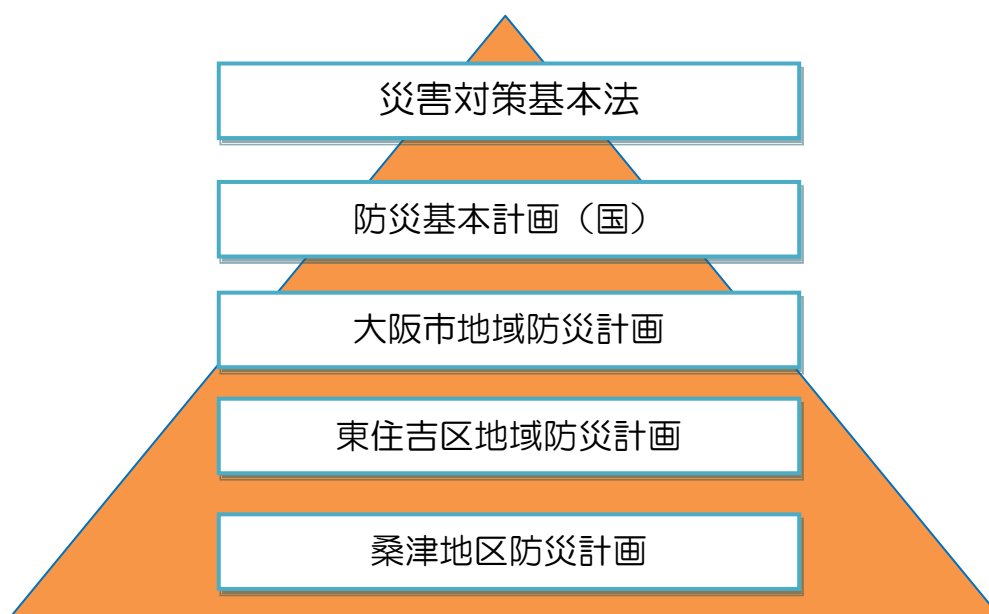 災害対策基本法
防災基本計画（国）
大阪市地域防災計画
東住吉区地域防災計画
桑津地区防災計画